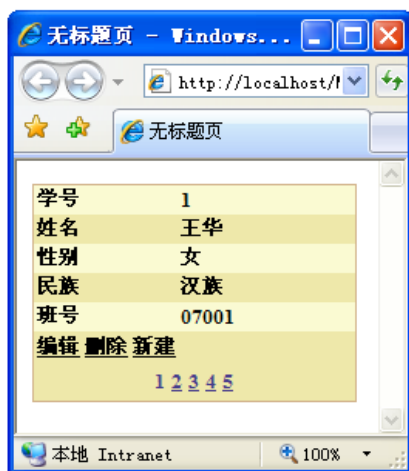 无标题页 - Windows...
http://localhost/
无标题页
学号 1
姓名 王华
性别 女
民族 汉族
班号 07001
编辑 删除 新建
1 2 3 4 5
本地 Intranet 100%